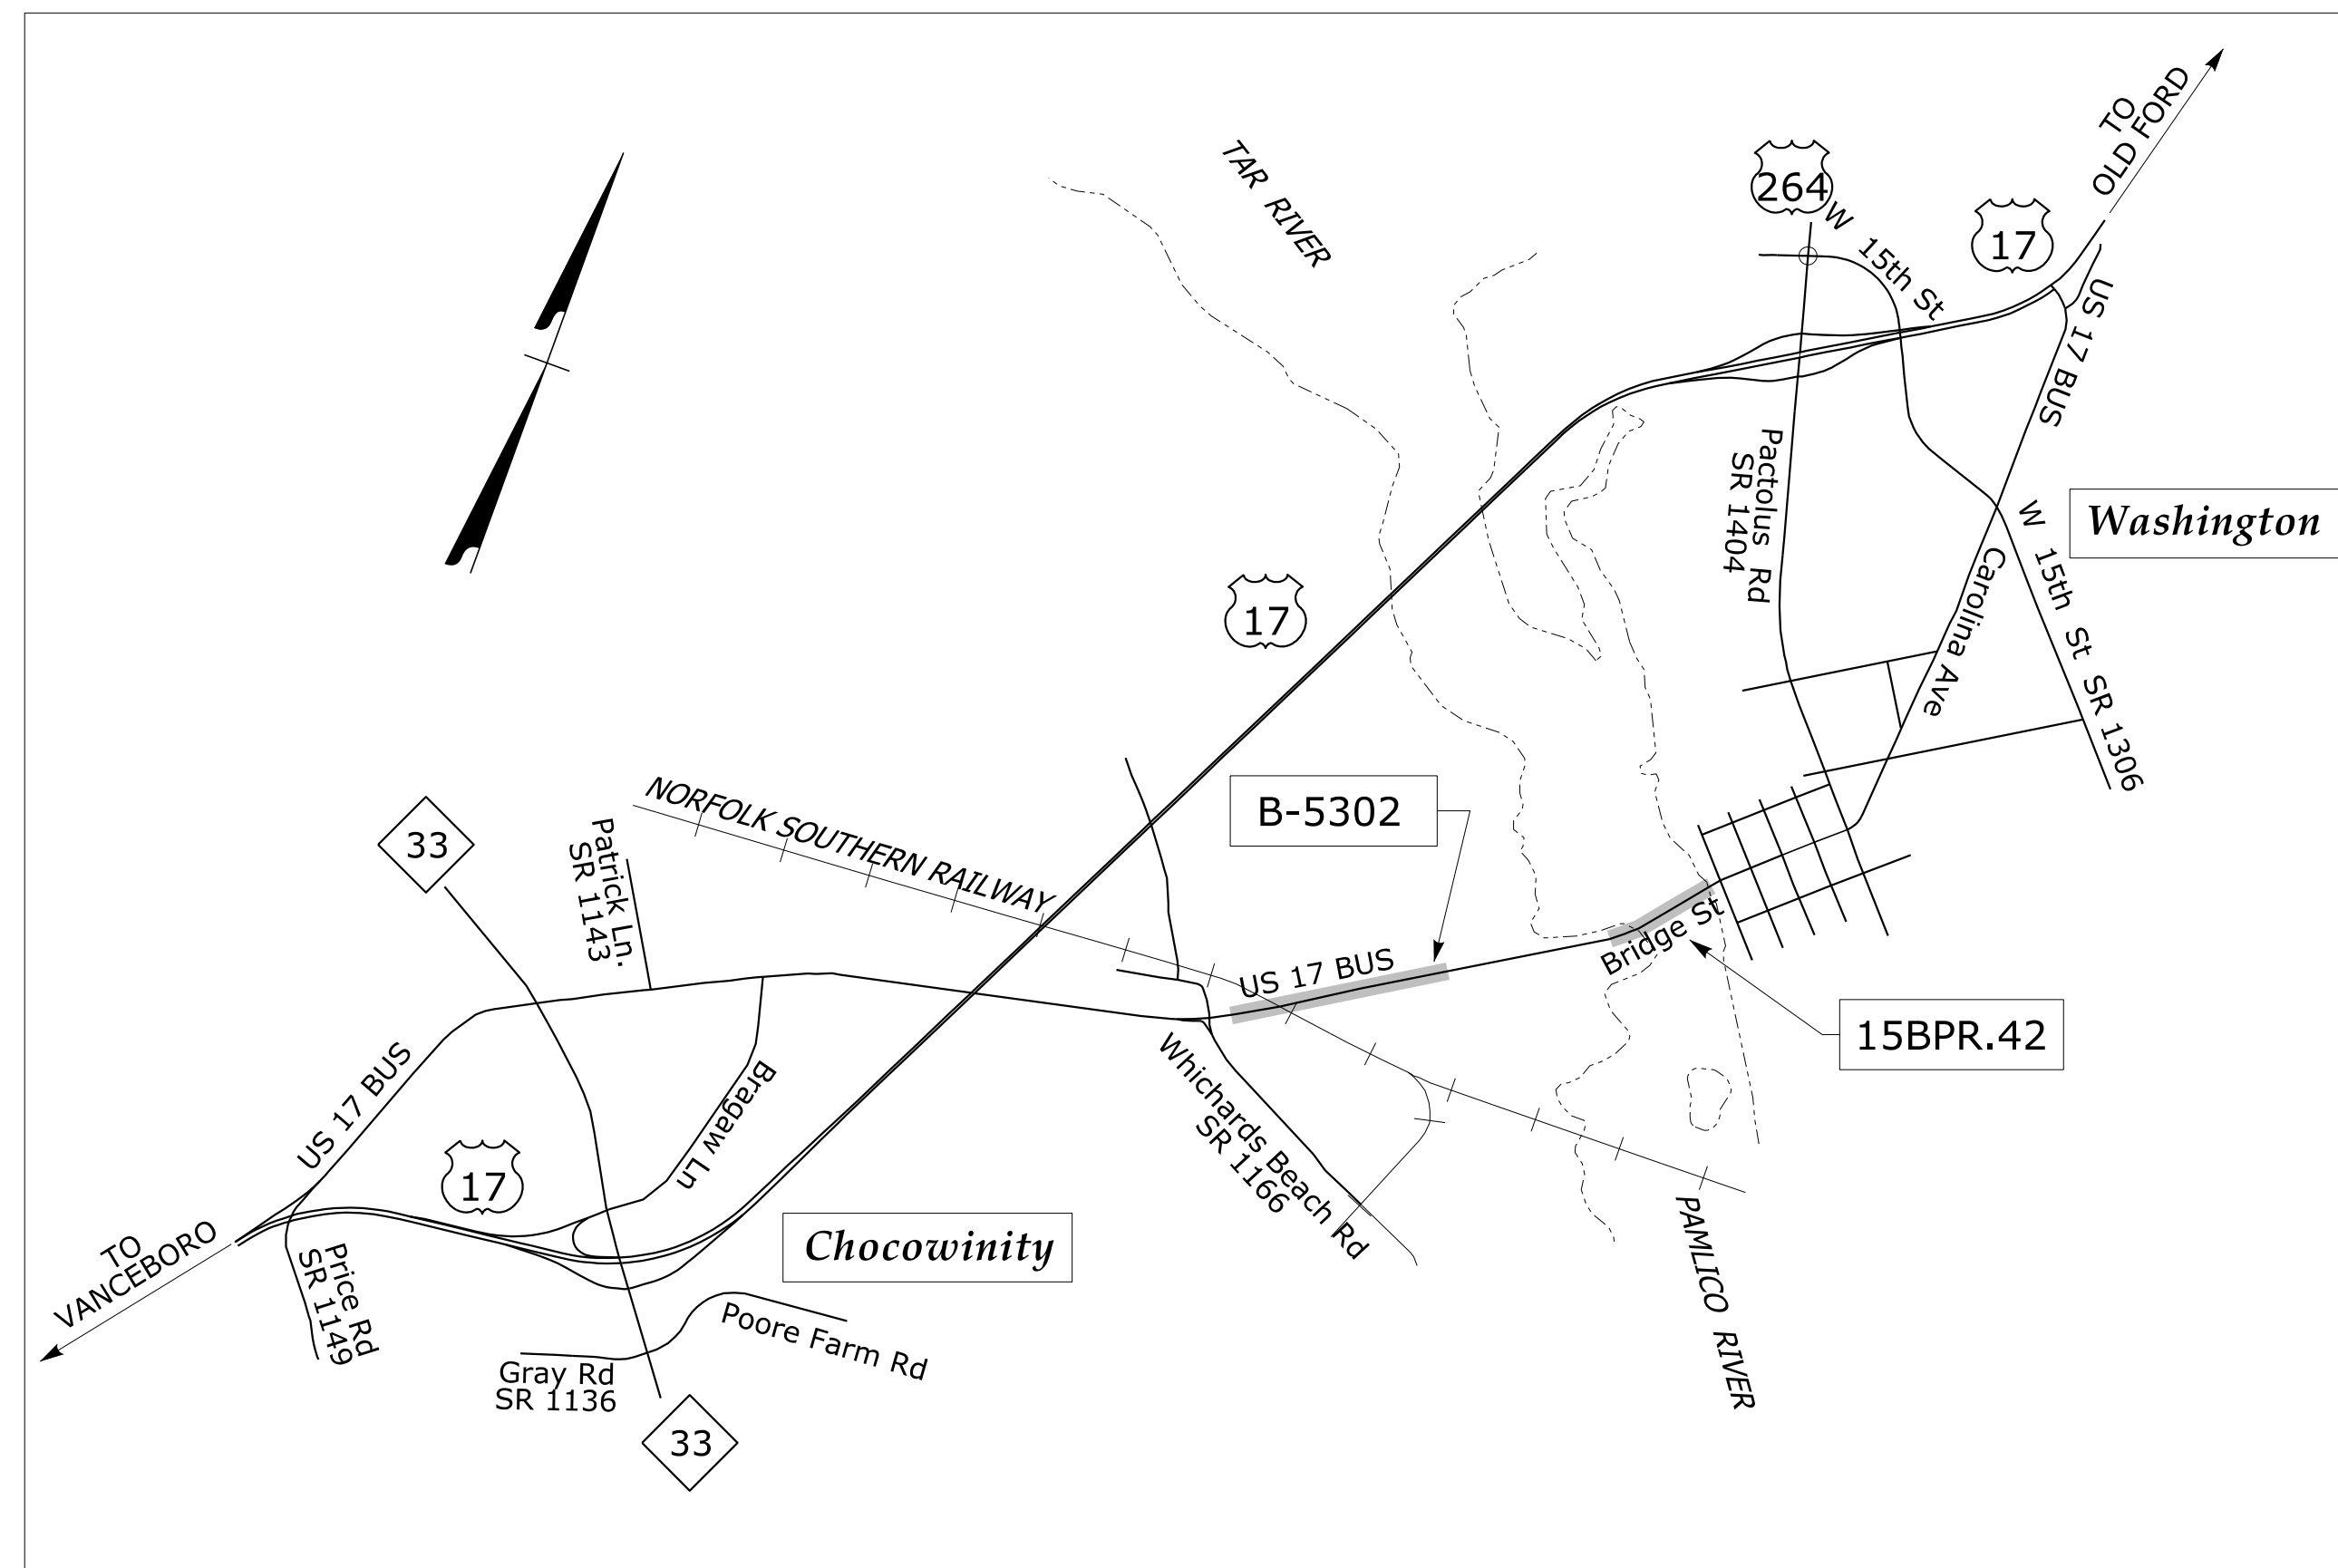 TO
OLD FORD
TAR RIVER
264
W 15th St
17
US 17 BUS
Pactolus Rd
SR 1404
Washington
W 15th St SR 1306
Carolina Ave
17
NORFOLK SOUTHERN RAILWAY
B-5302
33
Patrick Ln.
SR 1143
US 17 BUS
Bridge St
15BPR.42
US 17 BUS
Bragaw Ln
Whichards Beach Rd
SR 1166
17
TO
VANCEBORO
Price Rd
SR 1149
Chocowinity
PAMLICO RIVER
Poore Farm Rd
Gray Rd
SR 1136
33